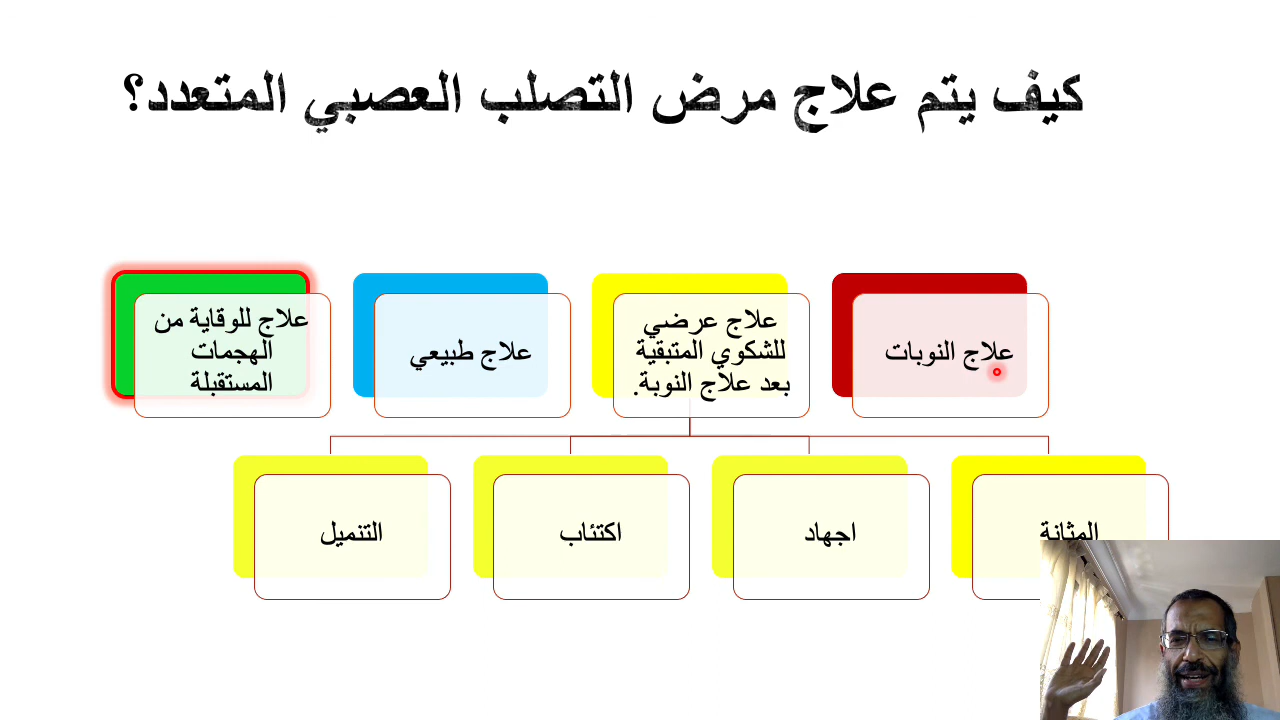 كيف يتم علاج مرض التصلب العصبي المتعدد؟
علاج النوبات
علاج عرضي
للشكوي المتبقية
بعد علاج النوبة.
علاج طبيعي
علاج للوقاية من
الهجمات
المستقبلة
المثانة
اجهاد
اكتئاب
التنميل